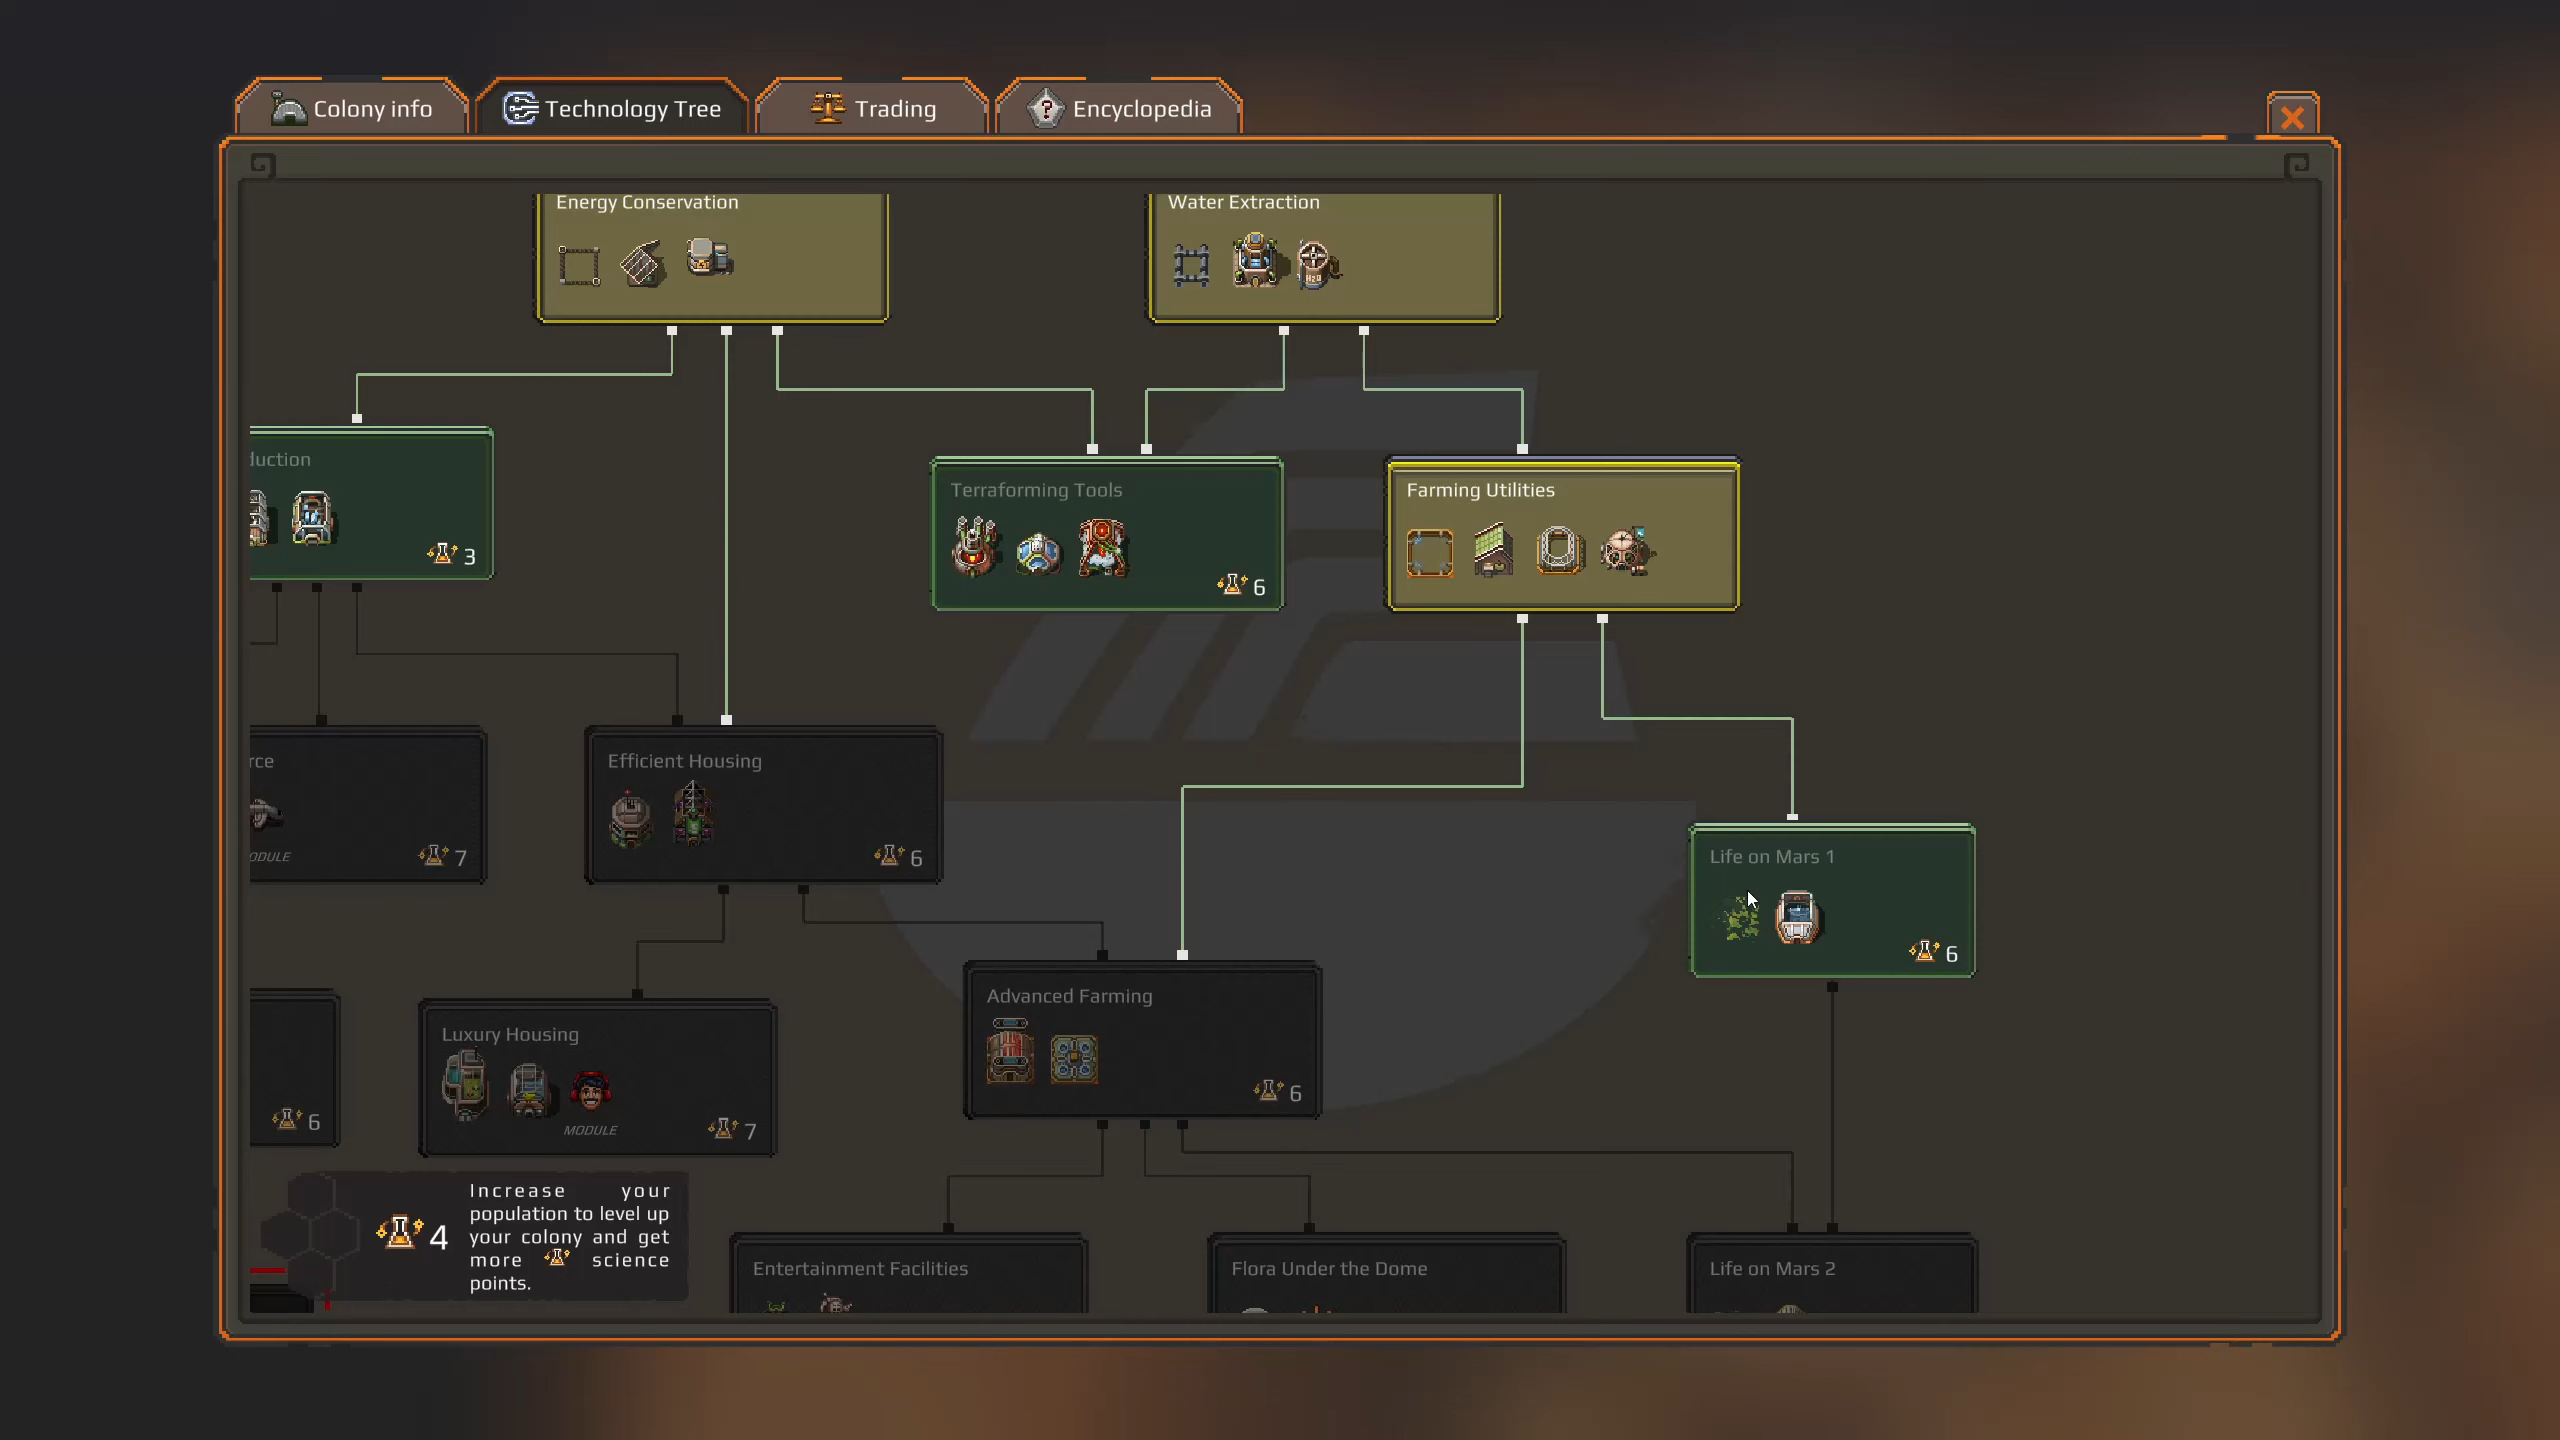 Colony info
Technology Tree
Trading
Encyclopedia
Energy Conservation
Water Extraction
H2O
duction
3
Terraforming Tools
6
Farming Utilities
rce
ODULE
7
Efficient Housing
6
Life on Mars 1
6
6
Luxury Housing
MODULE
7
Advanced Farming
6
4
Increase your
population to level up
your colony and get
more science
points.
Entertainment Facilities
Flora Under the Dome
Life on Mars 2